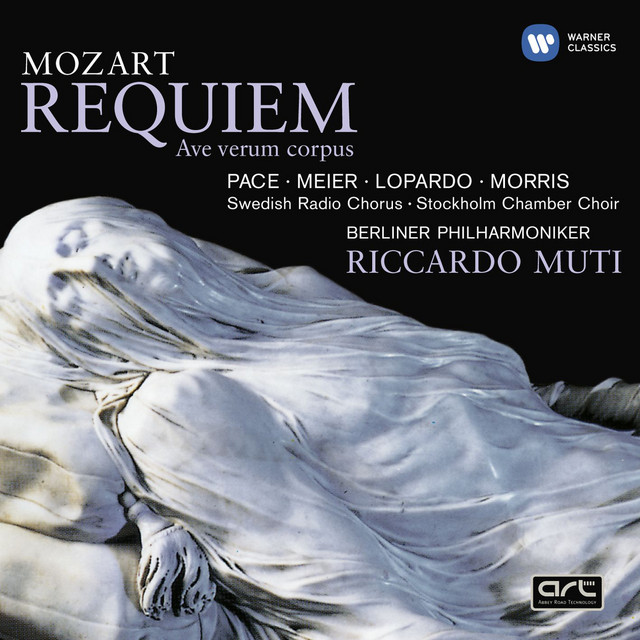 WARNER
CLASSICS
MOZART
REQUIEM
Ave verum corpus
PACE · MEIER · LOPARDO · MORRIS
Swedish Radio Chorus · Stockholm Chamber Choir
BERLINER PHILHARMONIKER
RICCARDO MUTI
art
ABBEY ROAD TECHNOLOGY